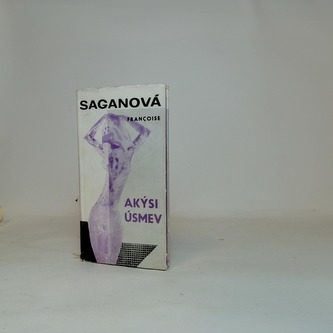 SAGANOVÁ
FRANÇOISE
AKÝSI
ÚSMEV